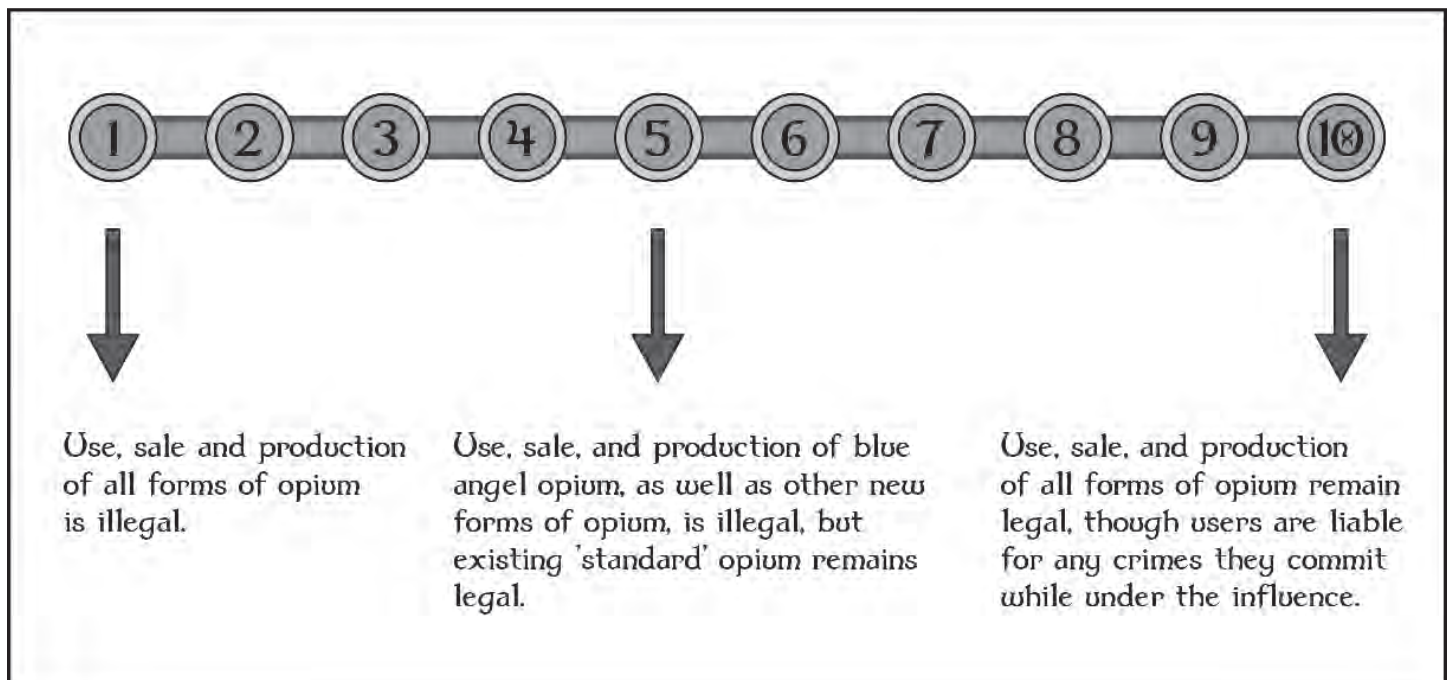 1 2 3 4 5 6 7 8 9 10
Use, sale and production
of all forms of opium
is illegal.
Use, sale, and production of blue
angel opium, as well as other new
forms of opium, is illegal, but
existing 'standard' opium remains
legal.
Use, sale, and production
of all forms of opium remain
legal, though users are liable
for any crimes they commit
while under the influence.